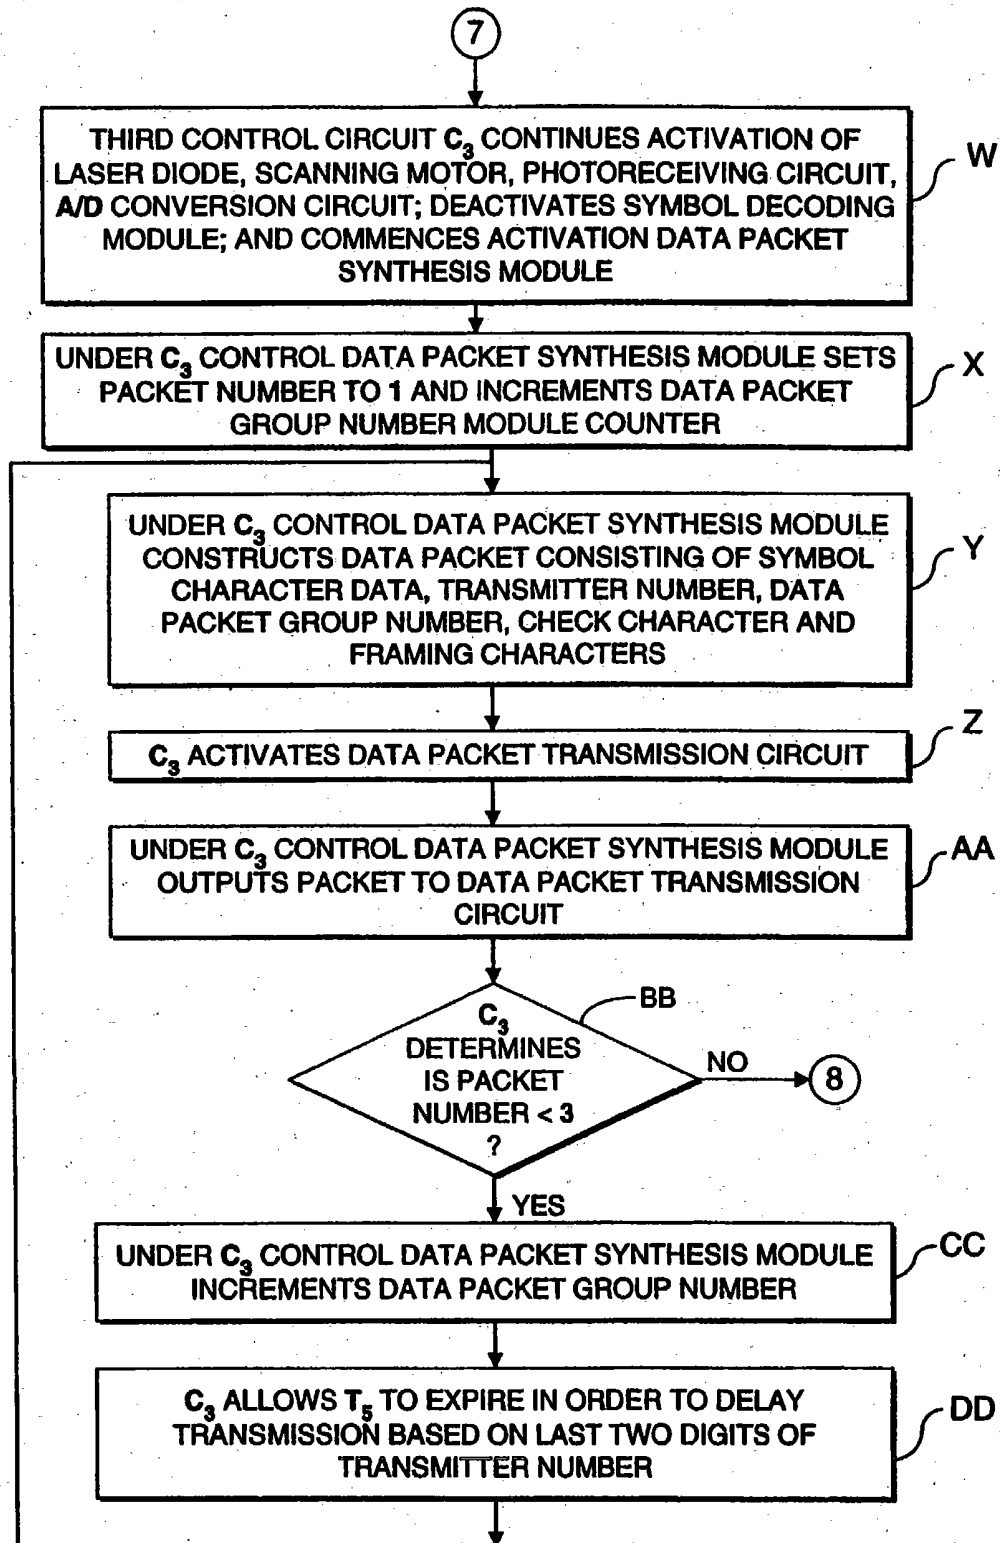 7
THIRD CONTROL CIRCUIT C3 CONTINUES ACTIVATION OF
LASER DIODE, SCANNING MOTOR, PHOTORECEIVING CIRCUIT,
A/D CONVERSION CIRCUIT; DEACTIVATES SYMBOL DECODING
MODULE; AND COMMENCES ACTIVATION DATA PACKET
SYNTHESIS MODULE
W
UNDER C3 CONTROL DATA PACKET SYNTHESIS MODULE SETS
PACKET NUMBER TO 1 AND INCREMENTS DATA PACKET
GROUP NUMBER MODULE COUNTER
X
UNDER C3 CONTROL DATA PACKET SYNTHESIS MODULE
CONSTRUCTS DATA PACKET CONSISTING OF SYMBOL
CHARACTER DATA, TRANSMITTER NUMBER, DATA
PACKET GROUP NUMBER, CHECK CHARACTER AND
FRAMING CHARACTERS
Y
C3 ACTIVATES DATA PACKET TRANSMISSION CIRCUIT
Z
UNDER C3 CONTROL DATA PACKET SYNTHESIS MODULE
OUTPUTS PACKET TO DATA PACKET TRANSMISSION
CIRCUIT
AA
C3
DETERMINES
IS PACKET
NUMBER < 3
?
BB
NO
8
YES
UNDER C3 CONTROL DATA PACKET SYNTHESIS MODULE
INCREMENTS DATA PACKET GROUP NUMBER
CC
C3 ALLOWS T5 TO EXPIRE IN ORDER TO DELAY
TRANSMISSION BASED ON LAST TWO DIGITS OF
TRANSMITTER NUMBER
DD